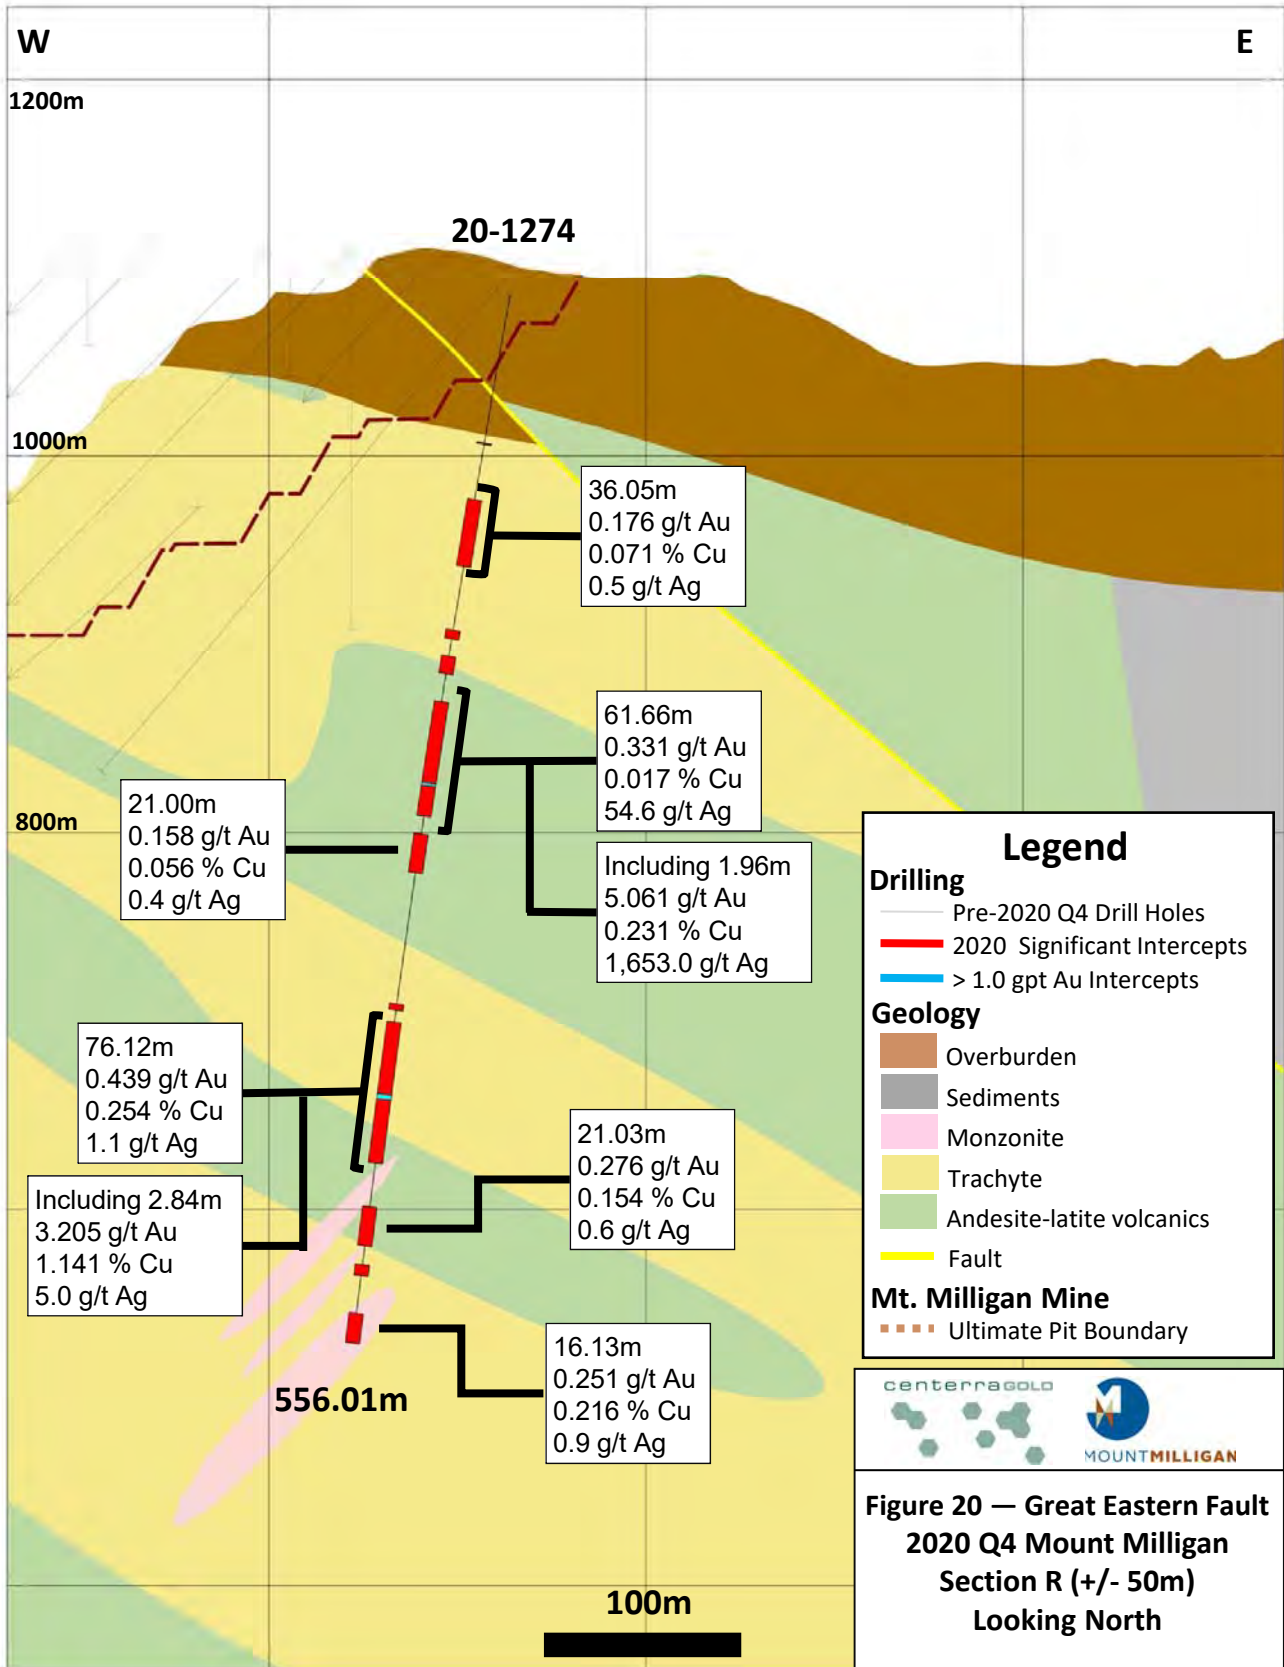 W
E
1200m
20-1274
1000m
36.05m
0.176 g/t Au
0.071 % Cu
0.5 g/t Ag
61.66m
0.331 g/t Au
0.017 % Cu
54.6 g/t Ag
21.00m
0.158 g/t Au
0.056 % Cu
0.4 g/t Ag
800m
Including 1.96m
5.061 g/t Au
0.231 % Cu
1,653.0 g/t Ag
76.12m
0.439 g/t Au
0.254 % Cu
1.1 g/t Ag
Including 2.84m
3.205 g/t Au
1.141 % Cu
5.0 g/t Ag
21.03m
0.276 g/t Au
0.154 % Cu
0.6 g/t Ag
16.13m
0.251 g/t Au
0.216 % Cu
0.9 g/t Ag
556.01m
100m
Legend
Drilling
Pre-2020 Q4 Drill Holes
2020 Significant Intercepts
> 1.0 gpt Au Intercepts
Geology
Overburden
Sediments
Monzonite
Trachyte
Andesite-latite volcanics
Fault
Mt. Milligan Mine
Ultimate Pit Boundary
centerraGOLD
MOUNTMILLIGAN
Figure 20 — Great Eastern Fault
2020 Q4 Mount Milligan
Section R (+/- 50m)
Looking North